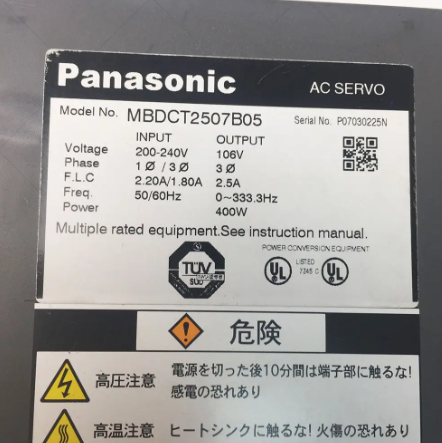 Panasonic AC SERVO
Model No. MBDCT2507B05 Serial No. P07030225N
INPUT OUTPUT
Voltage 200-240V 106V
Phase 1Ø / 3Ø 3Ø
F.L.C 2.20A/1.80A 2.5A
Freq. 50/60Hz 0~333.3Hz
Power 400W
Multiple rated equipment.See instruction manual.
POWER CONVERSION EQUIPMENT
TÜV
SÜD
UL LISTED UL
7245 C
危険
高圧注意 電源を切った後10分間は端子部に触るな!
感電の恐れあり
高温注意 ヒートシンクに触るな! 火傷の恐れあり